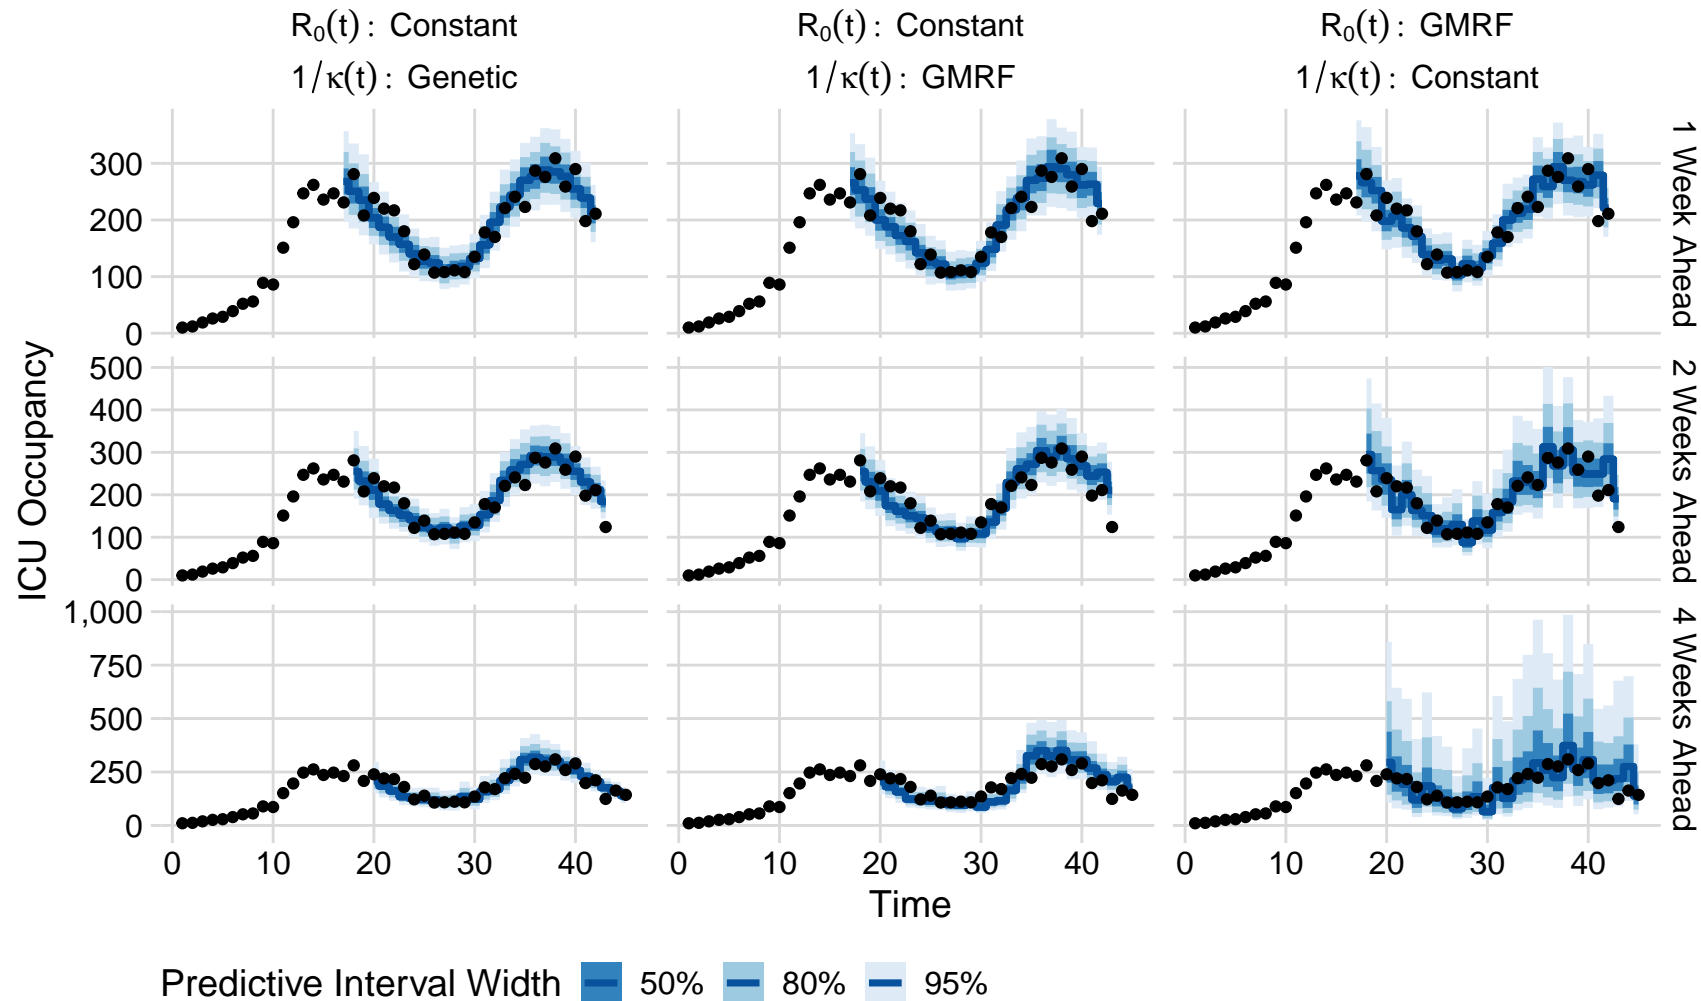 R₀(t) : Constant
1/κ(t) : Genetic
R₀(t) : Constant
1/κ(t) : GMRF
R₀(t) : GMRF
1/κ(t) : Constant
ICU Occupancy
300
200
100
0
1 Week Ahead
500
400
300
200
100
0
2 Weeks Ahead
1,000
750
500
250
0
4 Weeks Ahead
0 10 20 30 40
0 10 20 30 40
0 10 20 30 40
Time
Predictive Interval Width 50% 80% 95%